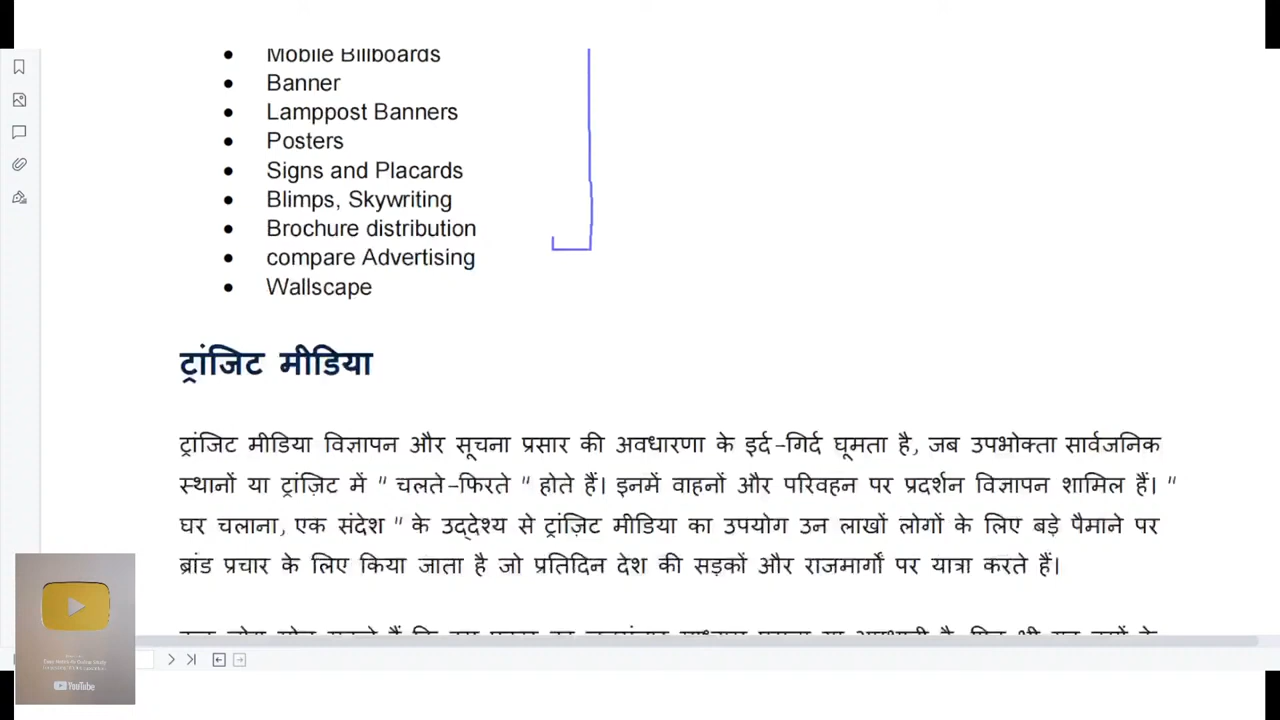 Mobile Billboards
Banner
Lamppost Banners
Posters
Signs and Placards
Blimps, Skywriting
Brochure distribution
compare Advertising
Wallscape
ट्रांजिट मीडिया
ट्रांजिट मीडिया विज्ञापन और सूचना प्रसार की अवधारणा के इर्द-गिर्द घूमता है, जब उपभोक्ता सार्वजनिक
स्थानों या ट्रांज़िट में " चलते-फिरते " होते हैं। इनमें वाहनों और परिवहन पर प्रदर्शन विज्ञापन शामिल हैं। "
घर चलाना, एक संदेश " के उद्देश्य से ट्रांज़िट मीडिया का उपयोग उन लाखों लोगों के लिए बड़े पैमाने पर
ब्रांड प्रचार के लिए किया जाता है जो प्रतिदिन देश की सड़कों और राजमार्गों पर यात्रा करते हैं।
YouTube